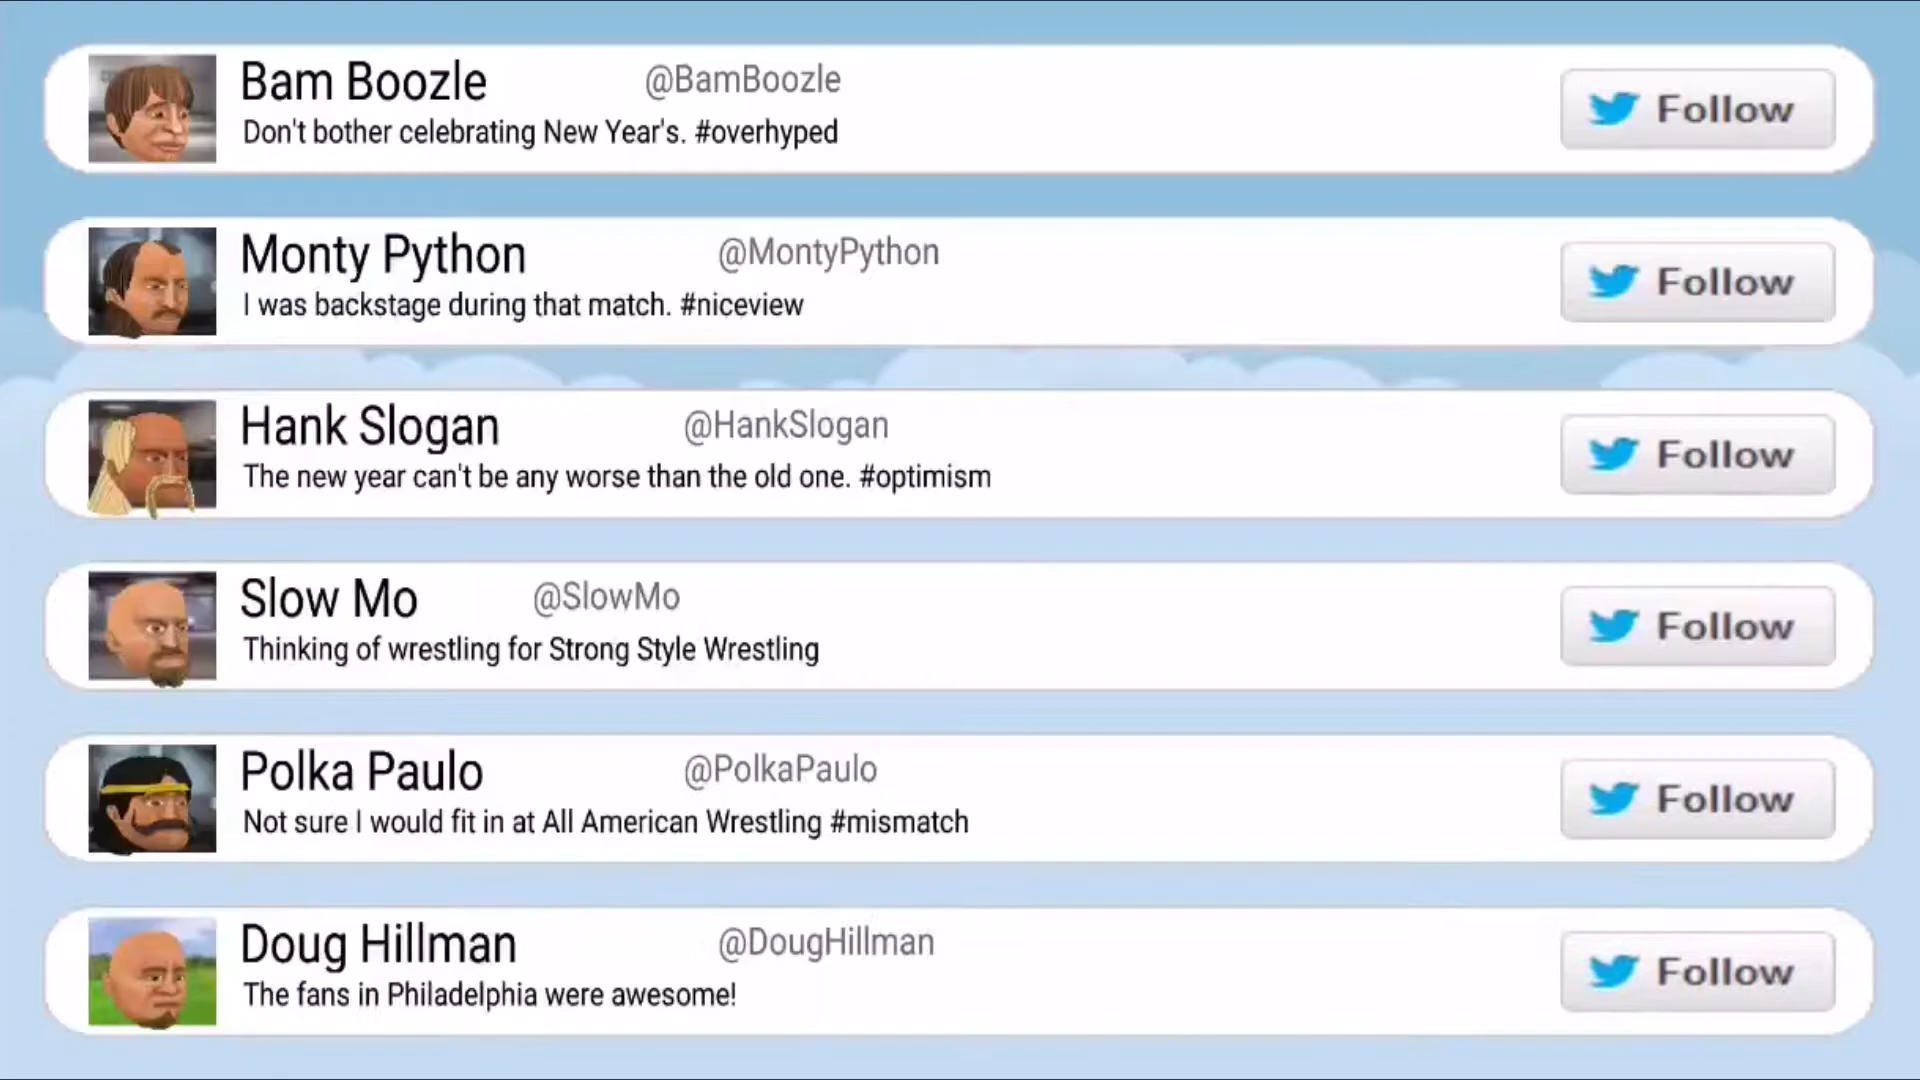 Bam Boozle @BamBoozle Follow
Don't bother celebrating New Year's. #overhyped
Monty Python @MontyPython Follow
I was backstage during that match. #niceview
Hank Slogan @HankSlogan Follow
The new year can't be any worse than the old one. #optimism
Slow Mo @SlowMo Follow
Thinking of wrestling for Strong Style Wrestling
Polka Paulo @PolkaPaulo Follow
Not sure I would fit in at All American Wrestling #mismatch
Doug Hillman @DougHillman Follow
The fans in Philadelphia were awesome!